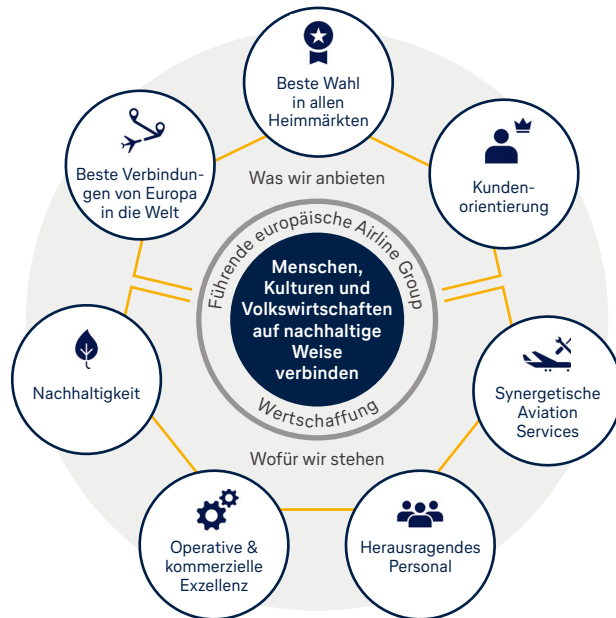 Beste Wahl
in allen
Heimmärkten
Beste Verbindun-
gen von Europa
in die Welt
Kunden-
orientierung
Was wir anbieten
Führende europäische Airline Group
Menschen,
Kulturen und
Volkswirtschaften
auf nachhaltige
Weise
verbinden
Wertschaffung
Nachhaltigkeit
Synergetische
Aviation
Services
Wofür wir stehen
Operative &
kommerzielle
Exzellenz
Herausragendes
Personal